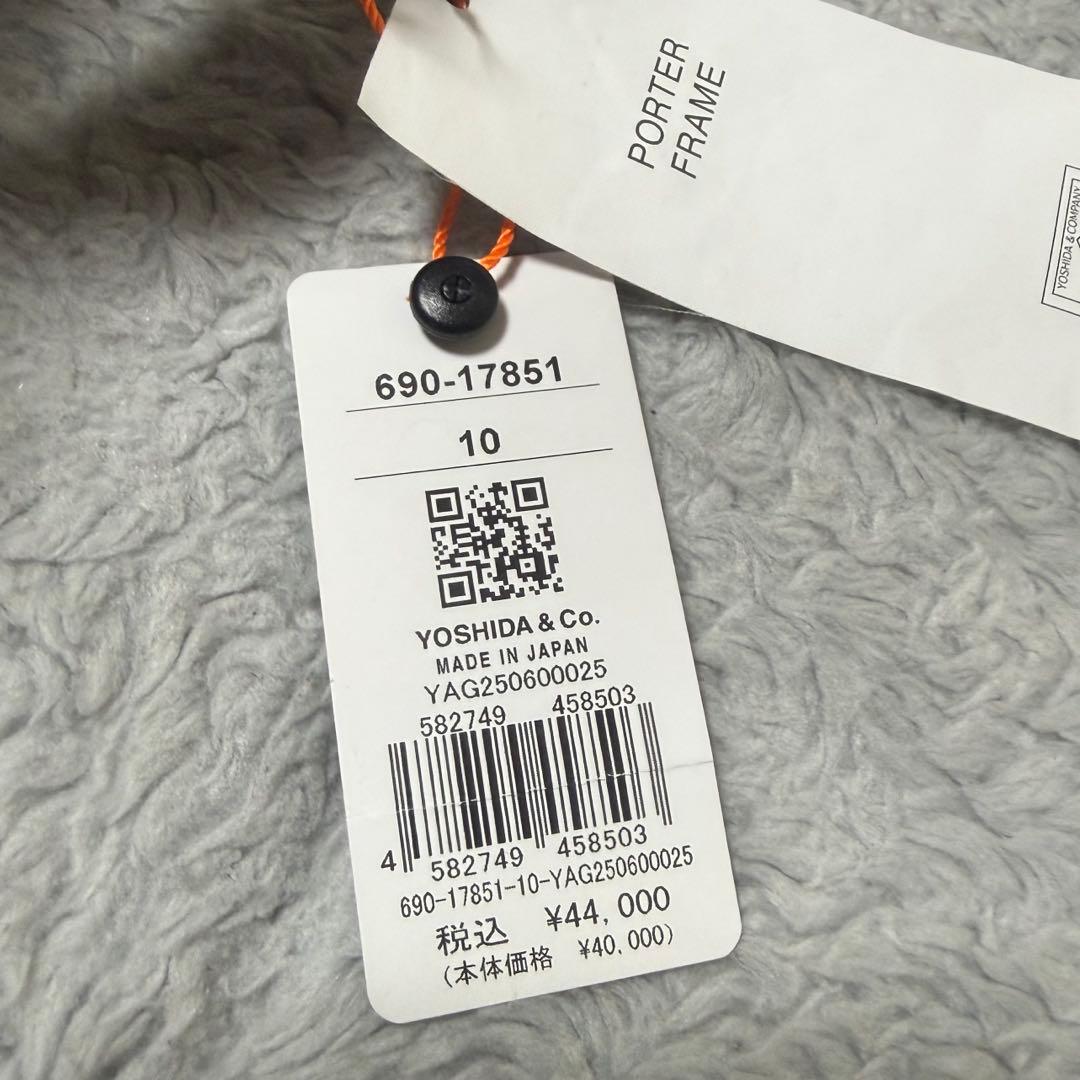 PORTER
FRAME
YOSHIDA & COMPANY
690-17851
10
YOSHIDA & Co.
MADE IN JAPAN
YAG250600025
582749 458503
4 582749 458503
690-17851-10-YAG250600025
税込 ¥44,000
(本体価格 ¥40,000)